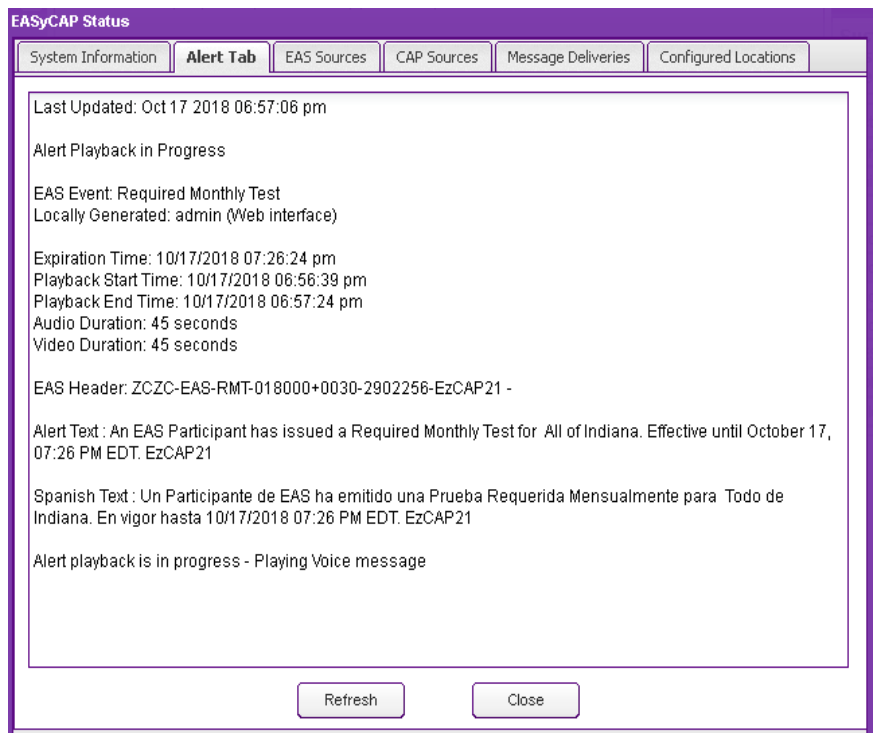 EASyCAP Status
System Information Alert Tab EAS Sources CAP Sources Message Deliveries Configured Locations
Last Updated: Oct 17 2018 06:57:06 pm
Alert Playback in Progress
EAS Event: Required Monthly Test
Locally Generated: admin (Web interface)
Expiration Time: 10/17/2018 07:26:24 pm
Playback Start Time: 10/17/2018 06:56:39 pm
Playback End Time: 10/17/2018 06:57:24 pm
Audio Duration: 45 seconds
Video Duration: 45 seconds
EAS Header: ZCZC-EAS-RMT-018000+0030-2902256-EzCAP21 -
Alert Text : An EAS Participant has issued a Required Monthly Test for  All of Indiana. Effective until October 17,
07:26 PM EDT. EzCAP21
Spanish Text : Un Participante de EAS ha emitido una Prueba Requerida Mensualmente para  Todo de
Indiana. En vigor hasta 10/17/2018 07:26 PM EDT. EzCAP21
Alert playback is in progress - Playing Voice message
Refresh Close